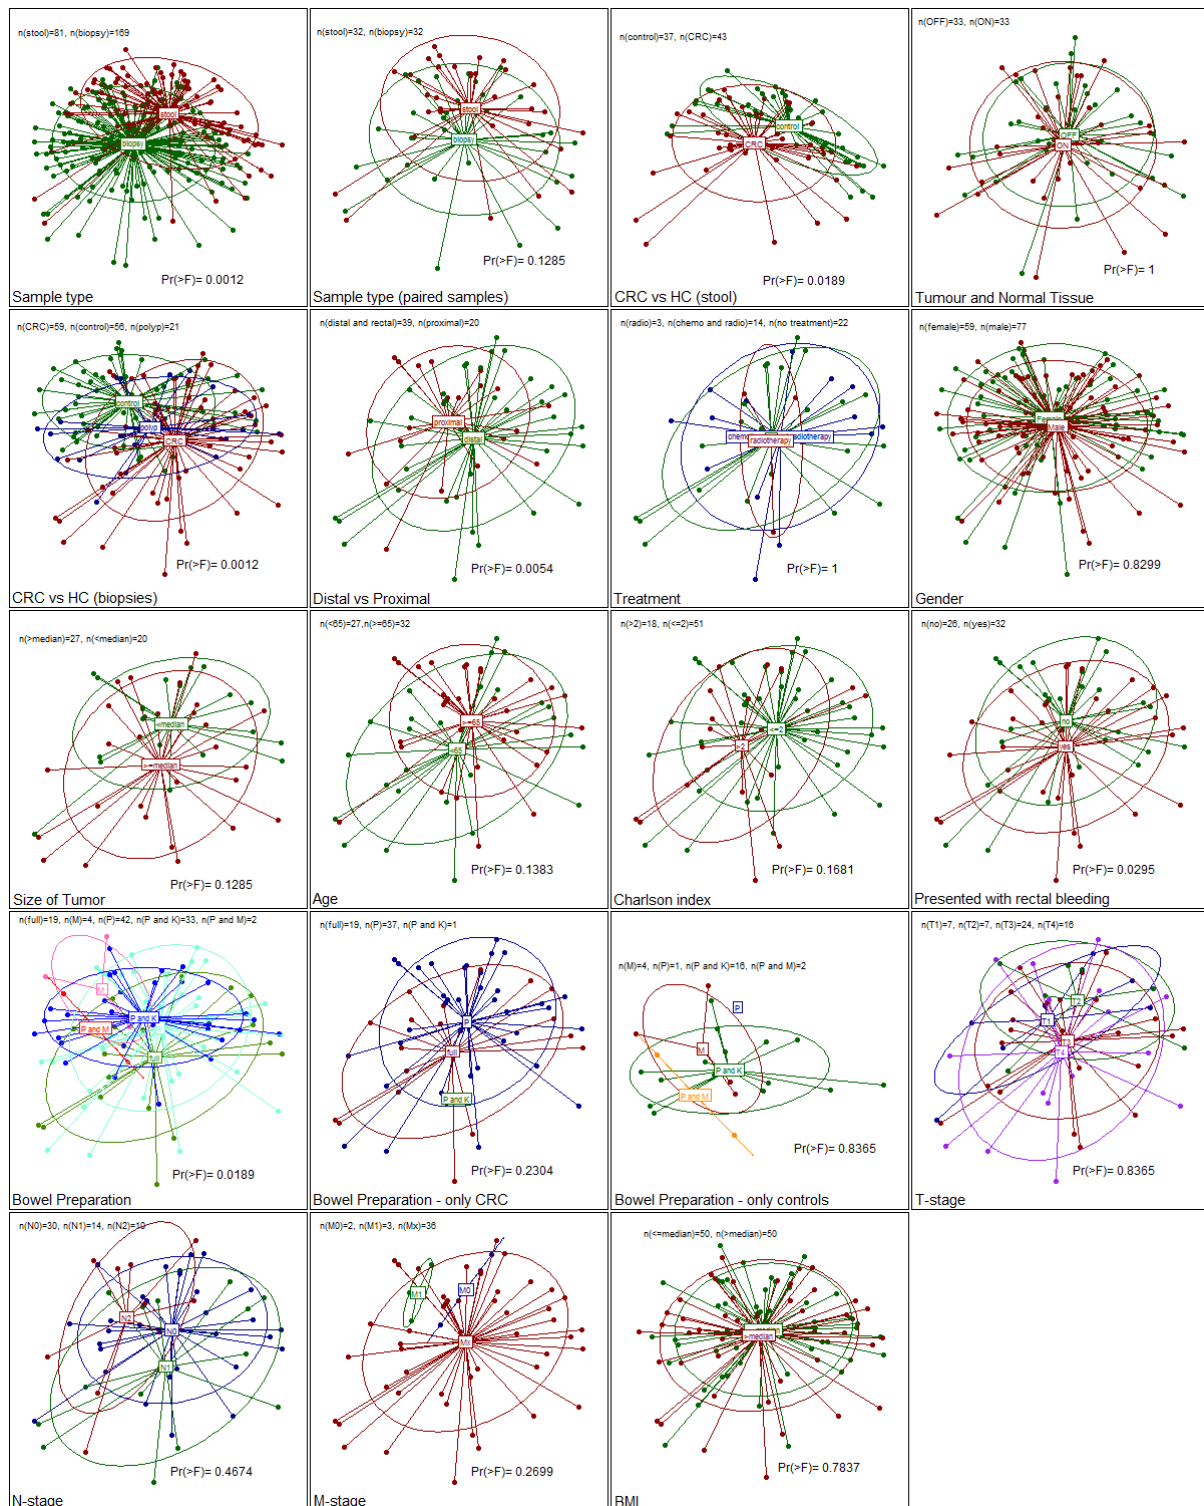 n(stool)=81, n(biopsy)=169
stool
biopsy
Pr(>F)= 0.0012
Sample type
n(stool)=32, n(biopsy)=32
stool
biopsy
Pr(>F)= 0.1285
Sample type (paired samples)
n(control)=37, n(CRC)=43
control
CRC
Pr(>F)= 0.0189
CRC vs HC (stool)
n(OFF)=33, n(ON)=33
OFF
ON
Pr(>F)= 1
Tumour and Normal Tissue
n(CRC)=59, n(control)=56, n(polyp)=21
control
polyp
CRC
Pr(>F)= 0.0012
CRC vs HC (biopsies)
n(distal and rectal)=39, n(proximal)=20
proximal
distal
Pr(>F)= 0.0054
Distal vs Proximal
n(radio)=3, n(chemo and radio)=14, n(no treatment)=22
radiotherapy
Pr(>F)= 1
Treatment
n(female)=59, n(male)=77
Female
Male
Pr(>F)= 0.8299
Gender
n(>median)=27, n(<median)=20
<median
>=median
Pr(>F)= 0.1285
Size of Tumor
n(<65)=27,n(>=65)=32
>=65
<65
Pr(>F)= 0.1383
Age
n(>2)=18, n(<=2)=51
<=2
>2
Pr(>F)= 0.1681
Charlson index
n(no)=26, n(yes)=32
no
yes
Pr(>F)= 0.0295
Presented with rectal bleeding
n(full)=19, n(M)=4, n(P)=42, n(P and K)=33, n(P and M)=2
M
P and K
P and M
full
Pr(>F)= 0.0189
Bowel Preparation
n(full)=19, n(P)=37, n(P and K)=1
P
full
P and K
Pr(>F)= 0.2304
Bowel Preparation - only CRC
n(M)=4, n(P)=1, n(P and K)=16, n(P and M)=2
P
M
P and K
P and M
Pr(>F)= 0.8365
Bowel Preparation - only controls
n(T1)=7, n(T2)=7, n(T3)=24, n(T4)=16
T2
T1
T3
T4
Pr(>F)= 0.8365
T-stage
n(N0)=30, n(N1)=14, n(N2)=10
N2
N0
N1
Pr(>F)= 0.4674
N-stage
n(M0)=2, n(M1)=3, n(Mx)=36
M0
M1
Mx
Pr(>F)= 0.2699
M-stage
n(<=median)=50, n(>median)=50
>median
Pr(>F)= 0.7837
BMI